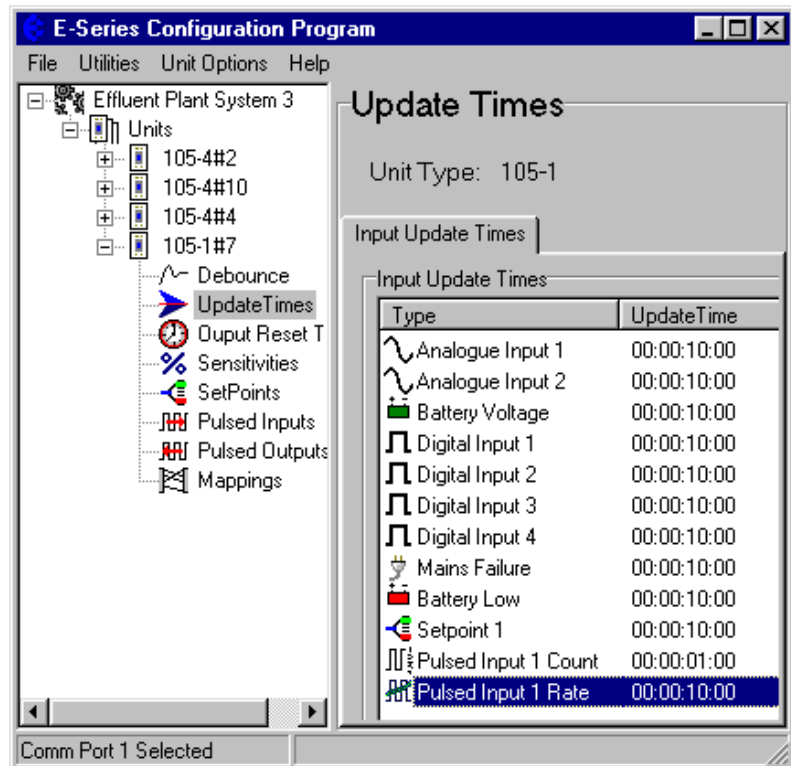 E-Series Configuration Program
File Utilities Unit Options Help
Effluent Plant System 3
Units
105-4#2
105-4#10
105-4#4
105-1#7
Debounce
UpdateTimes
Ouput Reset T
Sensitivities
SetPoints
Pulsed Inputs
Pulsed Outputs
Mappings
Update Times
Unit Type: 105-1
Input Update Times
Input Update Times
Type UpdateTime
Analogue Input 1 00:00:10:00
Analogue Input 2 00:00:10:00
Battery Voltage 00:00:10:00
Digital Input 1 00:00:10:00
Digital Input 2 00:00:10:00
Digital Input 3 00:00:10:00
Digital Input 4 00:00:10:00
Mains Failure 00:00:10:00
Battery Low 00:00:10:00
Setpoint 1 00:00:10:00
Pulsed Input 1 Count 00:00:01:00
Pulsed Input 1 Rate 00:00:10:00
Comm Port 1 Selected